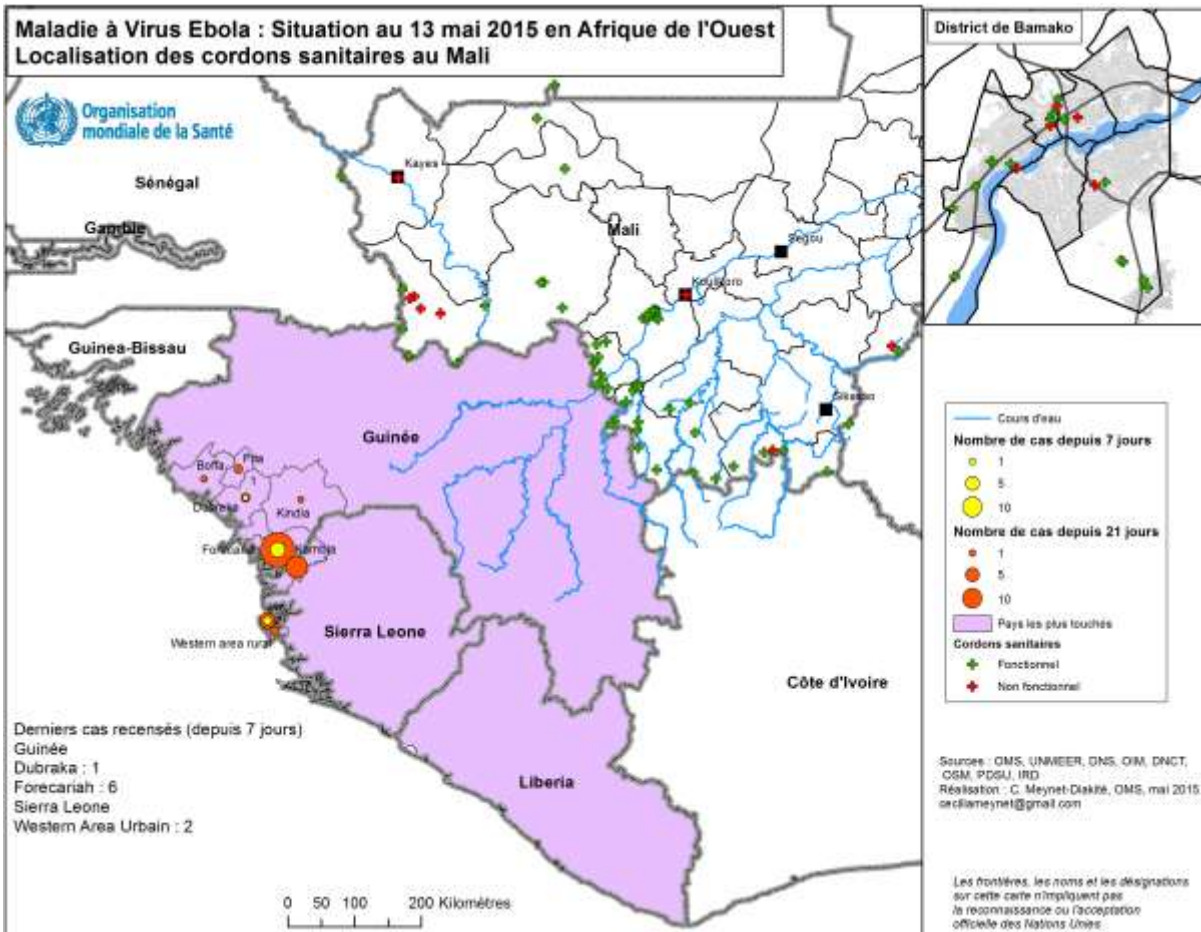 Maladie à Virus Ebola : Situation au 13 mai 2015 en Afrique de l'Ouest
Localisation des cordons sanitaires au Mali
Organisation
mondiale de la Santé
District de Bamako
Kayes
Sénégal
Gambie
Mali
Ségou
Koulikoro
Guinea-Bissau
Sikasso
Guinée
Fria
Boffa
1
Dubreka
Kindia
Forecariah
Kambia
Sierra Leone
Western area rural
Côte d'Ivoire
Liberia
Derniers cas recensés (depuis 7 jours)
Guinée
Dubraka : 1
Forecariah : 6
Sierra Leone
Western Area Urbain : 2
0 50 100 200 Kilomètres
Cours d'eau
Nombre de cas depuis 7 jours
1
5
10
Nombre de cas depuis 21 jours
1
5
10
Pays les plus touchés
Cordons sanitaires
Fonctionnel
Non fonctionnel
Sources : OMS, UNMEER, DNS, OIM, DNCT,
OSM, PDSU, IRD
Réalisation : C. Meynet-Diakité, OMS, mai 2015
ceciliameynet@gmail.com
Les frontières, les noms et les désignations
sur cette carte n'impliquent pas
la reconnaissance ou l'acceptation
officielle des Nations Unies